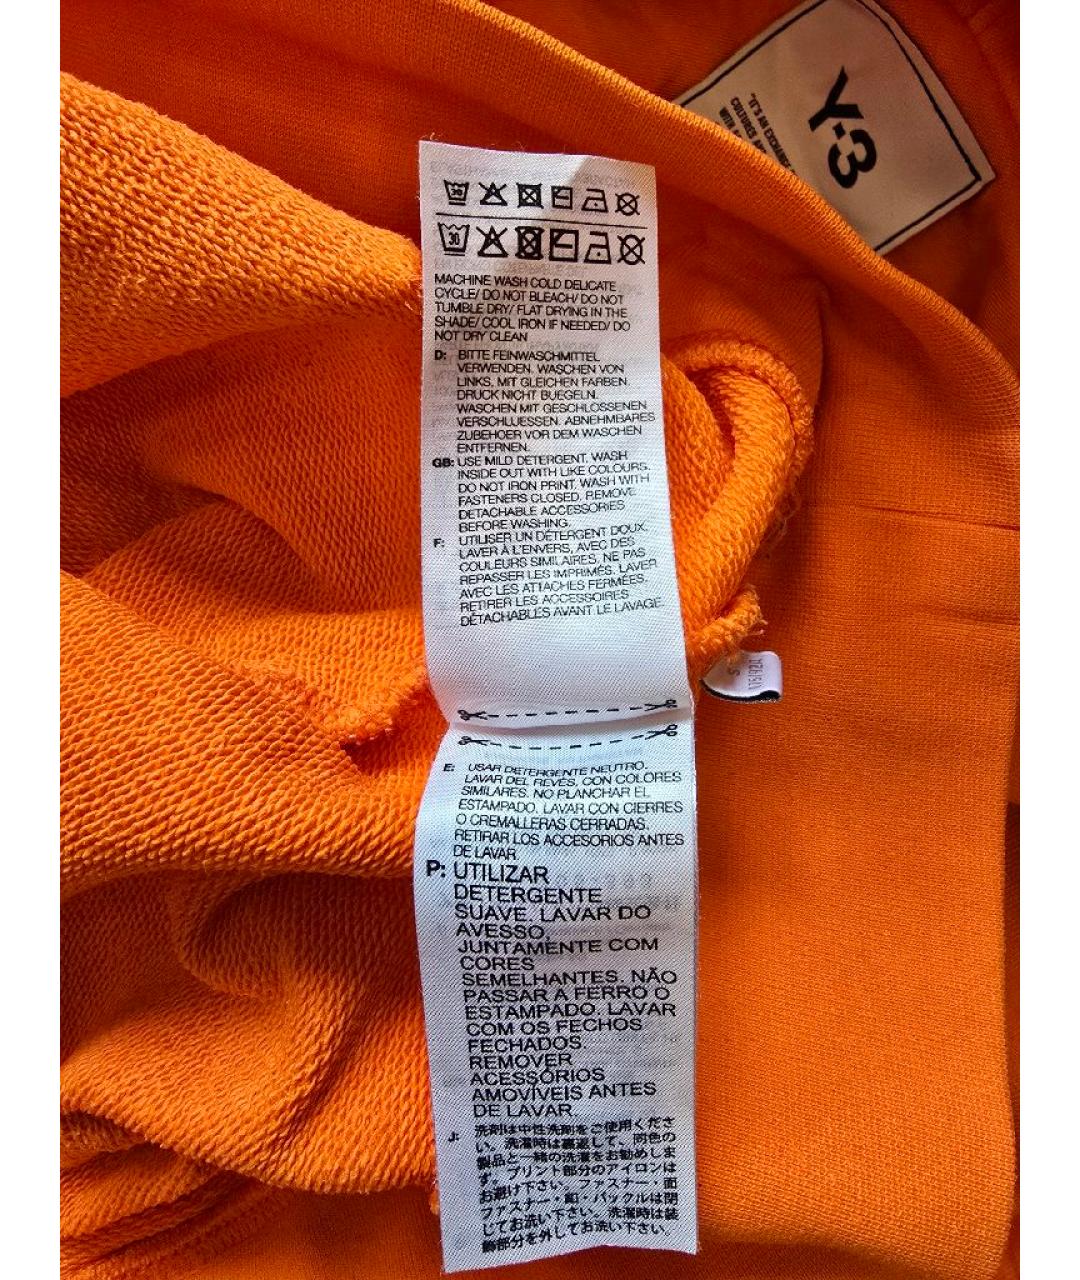 Y-3
"IT'S AN EXCHANGE
CULTURES AND
WITH
30
30
MACHINE WASH COLD DELICATE
CYCLE/ DO NOT BLEACH/ DO NOT
TUMBLE DRY/ FLAT DRYING IN THE
SHADE/ COOL IRON IF NEEDED/ DO
NOT DRY CLEAN
D: BITTE FEINWASCHMITTEL
VERWENDEN. WASCHEN VON
LINKS, MIT GLEICHEN FARBEN.
DRUCK NICHT BUEGELN.
WASCHEN MIT GESCHLOSSENEN
VERSCHLUESSEN. ABNEHMBARES
ZUBEHOER VOR DEM WASCHEN
ENTFERNEN.
GB: USE MILD DETERGENT. WASH
INSIDE OUT WITH LIKE COLOURS.
DO NOT IRON PRINT. WASH WITH
FASTENERS CLOSED. REMOVE
DETACHABLE ACCESSORIES
BEFORE WASHING.
F: UTILISER UN DÉTERGENT DOUX.
LAVER À L'ENVERS, AVEC DES
COULEURS SIMILAIRES. NE PAS
REPASSER LES IMPRIMÉS. LAVER
AVEC LES ATTACHES FERMÉES.
RETIRER LES ACCESSOIRES
DÉTACHABLES AVANT LE LAVAGE.
S
E: USAR DETERGENTE NEUTRO.
LAVAR DEL REVÉS, CON COLORES
SIMILARES. NO PLANCHAR EL
ESTAMPADO. LAVAR CON CIERRES
O CREMALLERAS CERRADAS.
RETIRAR LOS ACCESORIOS ANTES
DE LAVAR.
P: UTILIZAR
DETERGENTE
SUAVE. LAVAR DO
AVESSO,
JUNTAMENTE COM
CORES
SEMELHANTES. NÃO
PASSAR A FERRO O
ESTAMPADO. LAVAR
COM OS FECHOS
FECHADOS.
REMOVER
ACESSÓRIOS
AMOVÍVEIS ANTES
DE LAVAR.
J: 洗剤は中性洗剤をご使用くださ
い。洗濯時は裏返して、同色の
製品と一緒の洗濯をお勧めしま
す。プリント部分のアイロンは
お避け下さい。ファスナー・面
ファスナー・釦・バックルは閉
じてお洗い下さい。洗濯時は装
飾部分を外してお洗い下さい。